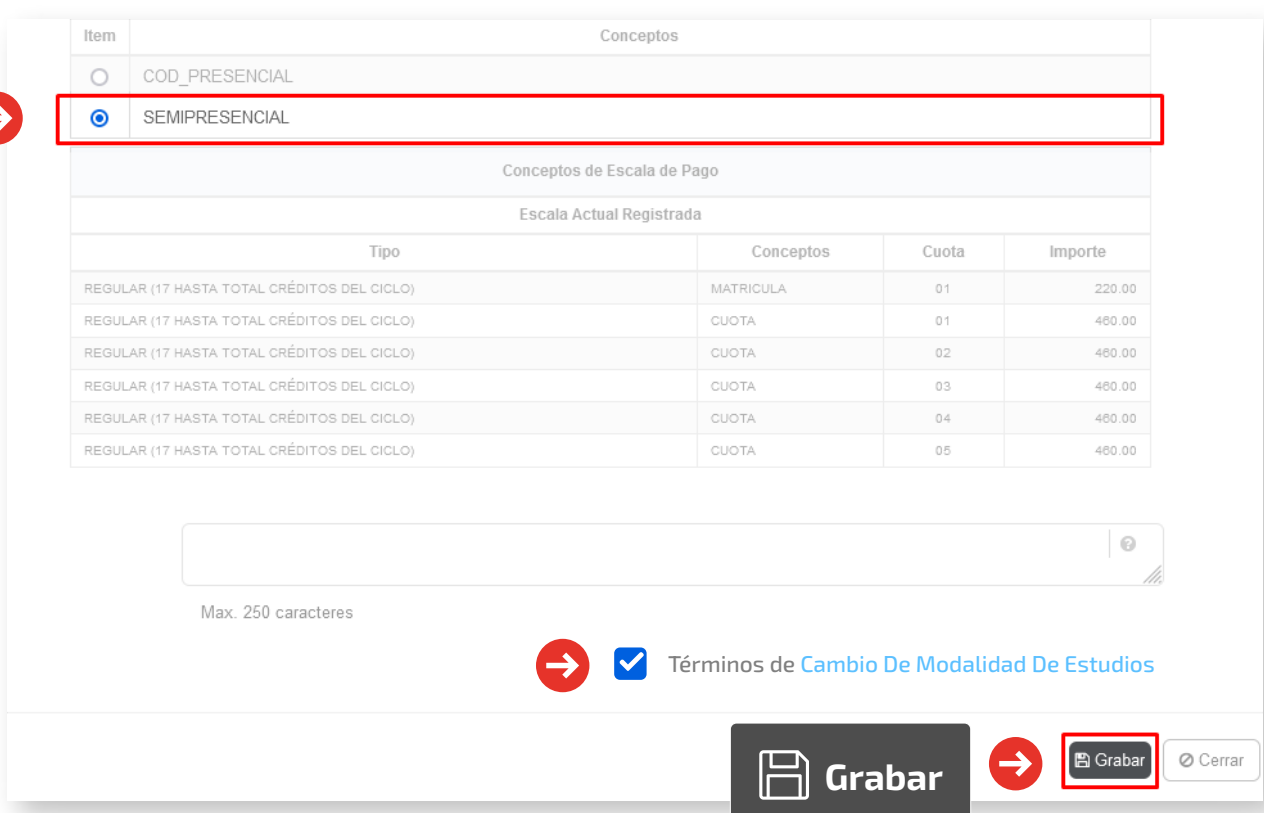 Item Conceptos
COD_PRESENCIAL
SEMIPRESENCIAL
Conceptos de Escala de Pago
Escala Actual Registrada
Tipo Conceptos Cuota Importe
REGULAR (17 HASTA TOTAL CRÉDITOS DEL CICLO) MATRICULA 01 220.00
REGULAR (17 HASTA TOTAL CRÉDITOS DEL CICLO) CUOTA 01 460.00
REGULAR (17 HASTA TOTAL CRÉDITOS DEL CICLO) CUOTA 02 460.00
REGULAR (17 HASTA TOTAL CRÉDITOS DEL CICLO) CUOTA 03 460.00
REGULAR (17 HASTA TOTAL CRÉDITOS DEL CICLO) CUOTA 04 460.00
REGULAR (17 HASTA TOTAL CRÉDITOS DEL CICLO) CUOTA 05 460.00
Max. 250 caracteres
Términos de Cambio De Modalidad De Estudios
Grabar
Grabar Cerrar